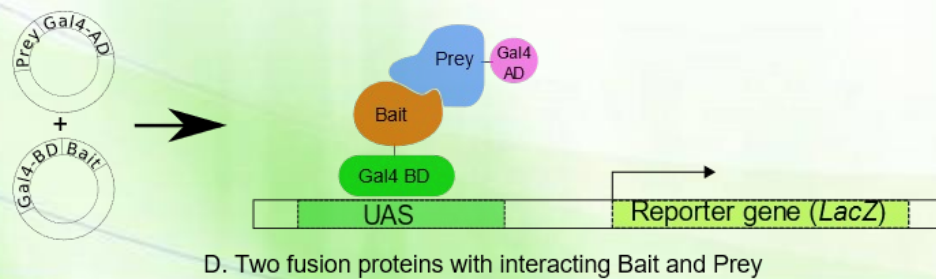 Prey Gal4-AD
+
Gal4-BD Bait
Prey
Gal4
AD
Bait
Gal4 BD
UAS
Reporter gene (LacZ)
D. Two fusion proteins with interacting Bait and Prey